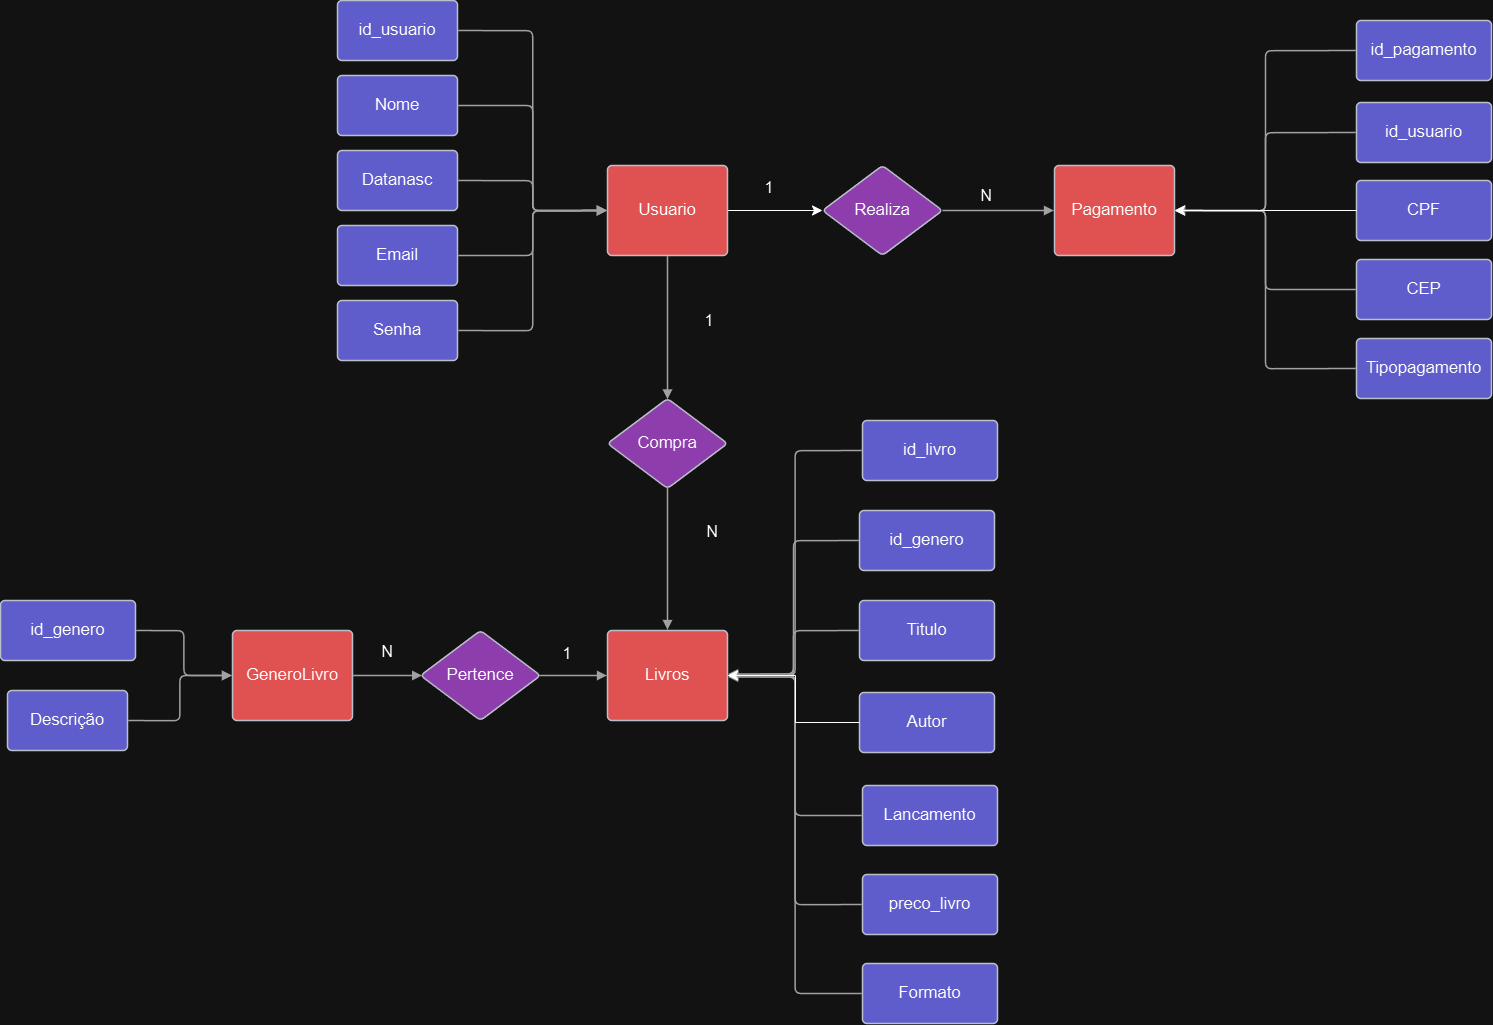 id_usuario
Nome
Datanasc
Email
Senha
Usuario
1
Realiza
N
Pagamento
id_pagamento
id_usuario
CPF
CEP
Tipopagamento
1
Compra
N
id_genero
Descrição
GeneroLivro
N
Pertence
1
Livros
id_livro
id_genero
Titulo
Autor
Lancamento
preco_livro
Formato